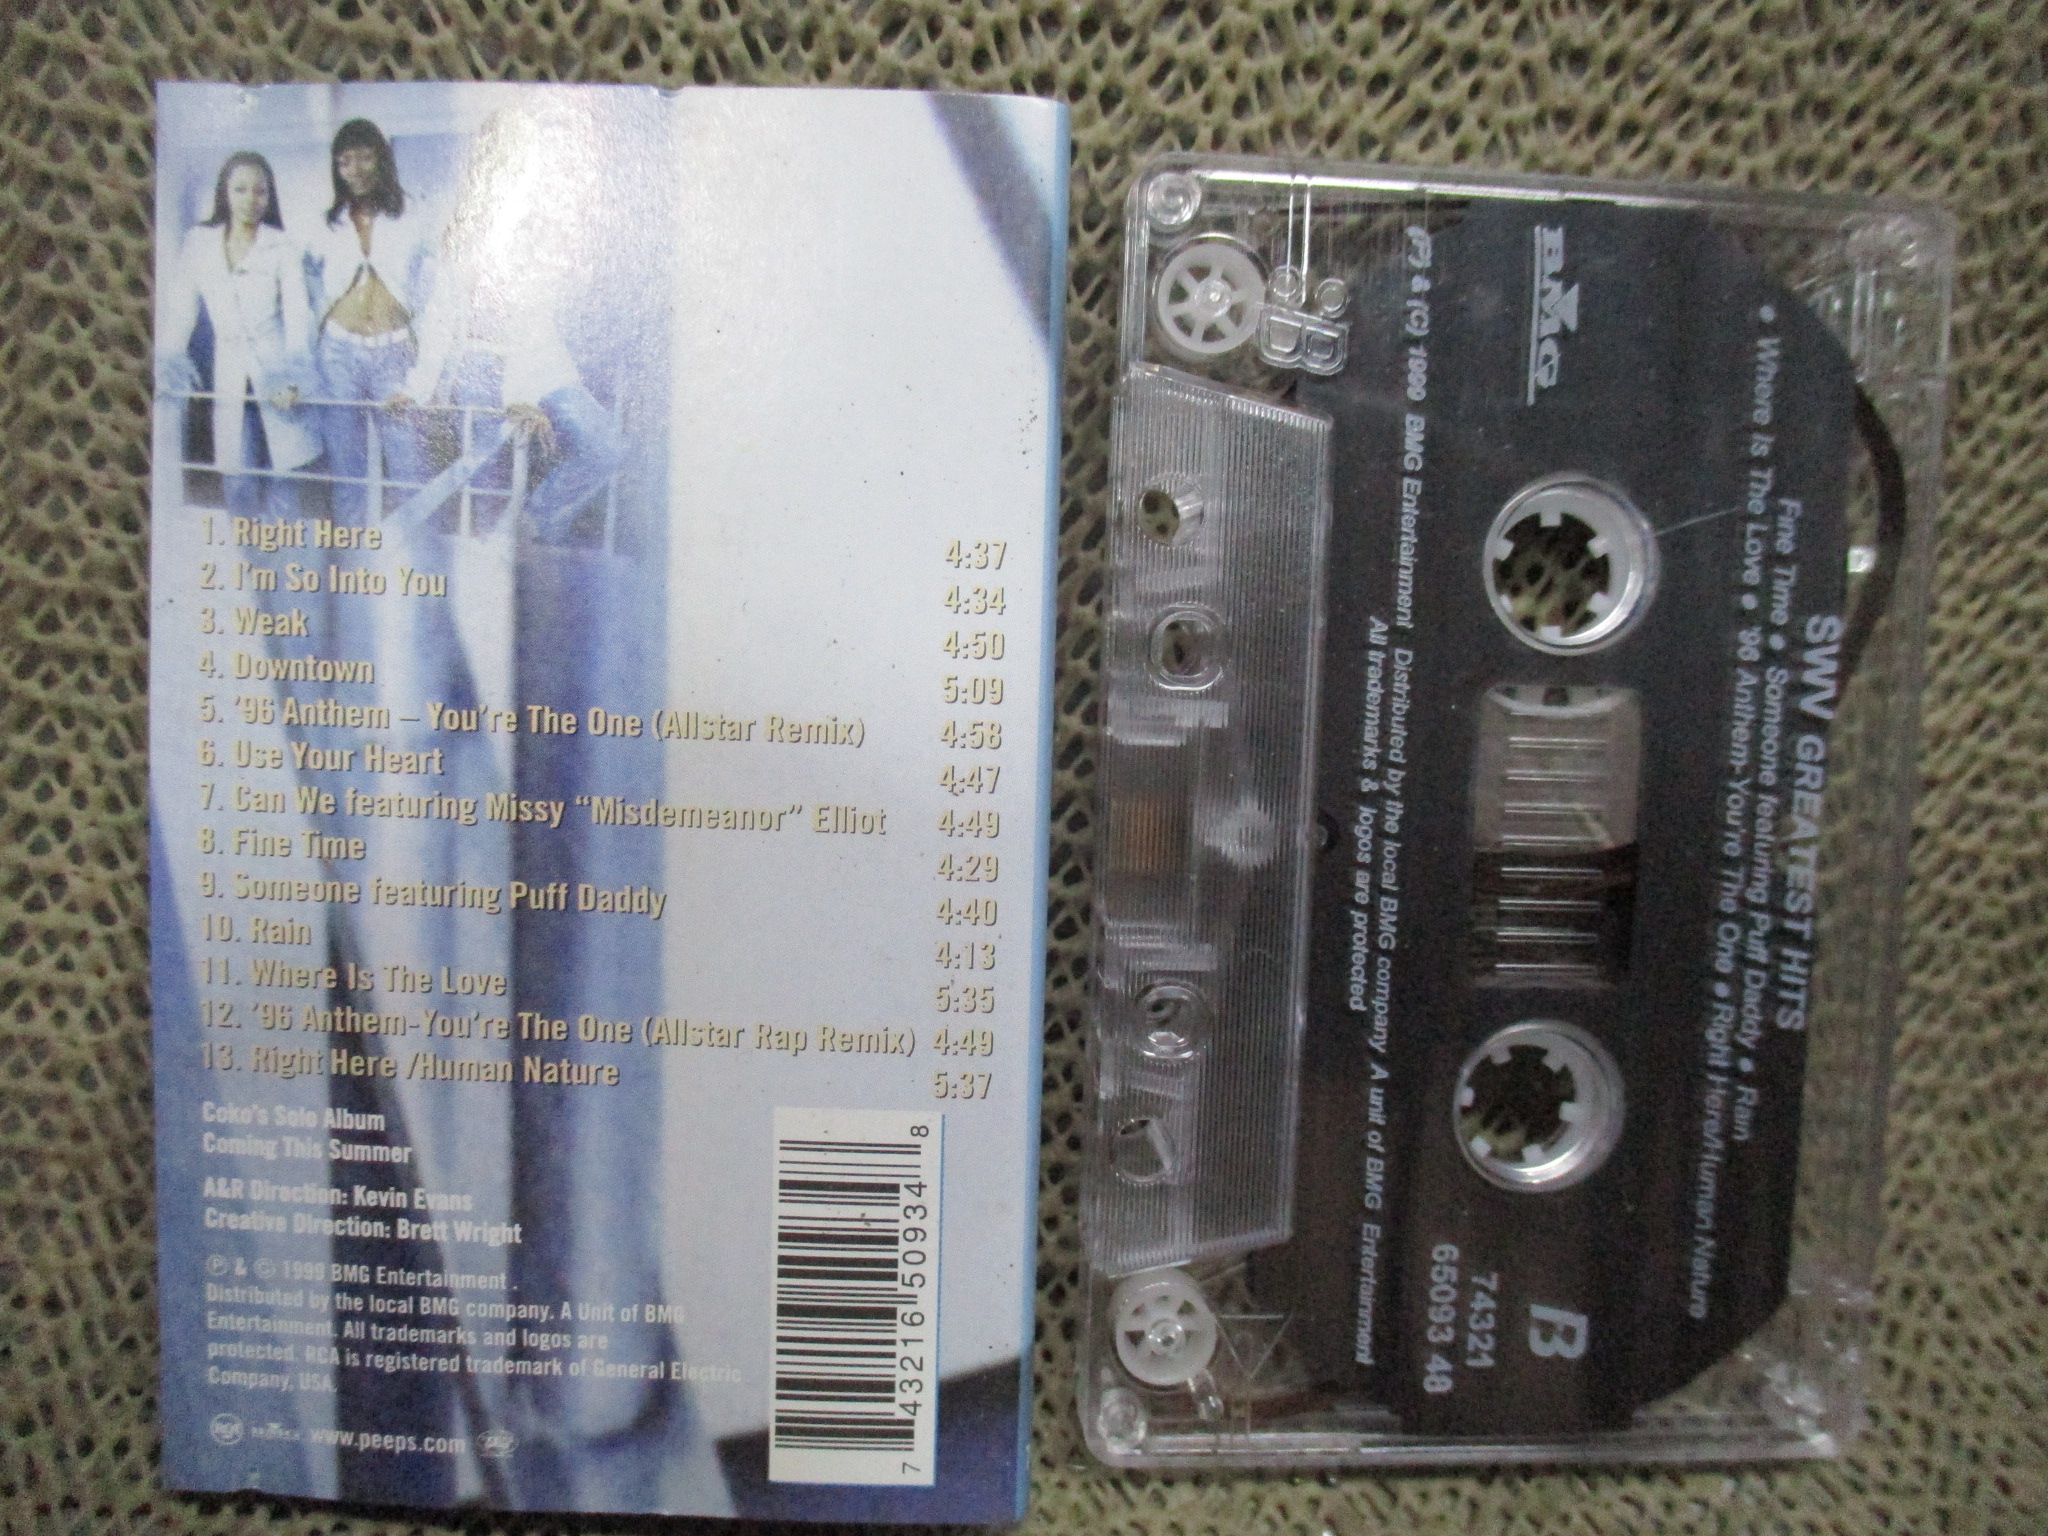 1. Right Here 4:37
2. I'm So Into You 4:34
3. Weak 4:50
4. Downtown 5:09
5. '96 Anthem – You're The One (Allstar Remix) 4:58
6. Use Your Heart 4:47
7. Can We featuring Missy "Misdemeanor" Elliot 4:49
8. Fine Time 4:29
9. Someone featuring Puff Daddy 4:40
10. Rain 4:13
11. Where Is The Love 5:35
12. '96 Anthem-You're The One (Allstar Rap Remix) 4:49
13. Right Here /Human Nature 5:37
Coko's Solo Album
Coming This Summer
A&R Direction: Kevin Evans
Creative Direction: Brett Wright
℗ & © 1999 BMG Entertainment .
Distributed by the local BMG company. A Unit of BMG
Entertainment. All trademarks and logos are
protected. RCA is registered trademark of General Electric
Company, USA.
RCA www.peeps.com
7 43216 50934 8
SWV GREATEST HITS
Fine Time ● Someone featuring Puff Daddy ● Rain
● Where Is The Love ● '96 Anthem-You're The One ● Right Here/Human Nature
BMG
B
74321
65093 48
(P) & (C) 1999 BMG Entertainment Distributed by the local BMG company A unit of BMG Entertainment
All trademarks & logos are protected
B